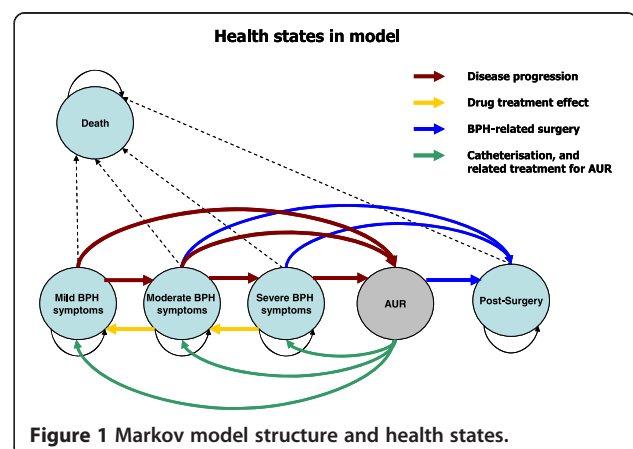 Health states in model
Disease progression
Drug treatment effect
BPH-related surgery
Catheterisation, and
related treatment for AUR
Death
Mild BPH
symptoms
Moderate BPH
symptoms
Severe BPH
symptoms
AUR
Post-Surgery
Figure 1 Markov model structure and health states.